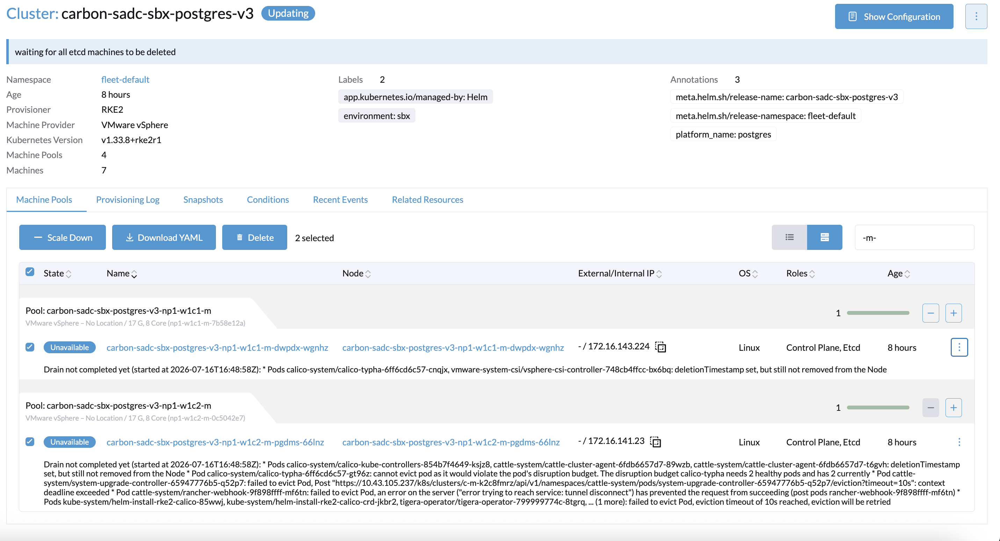 Cluster: carbon-sadc-sbx-postgres-v3 Updating
Show Configuration
waiting for all etcd machines to be deleted
Namespace fleet-default
Age 8 hours
Provisioner RKE2
Machine Provider VMware vSphere
Kubernetes Version v1.33.8+rke2r1
Machine Pools 4
Machines 7
Labels 2
app.kubernetes.io/managed-by: Helm
environment: sbx
Annotations 3
meta.helm.sh/release-name: carbon-sadc-sbx-postgres-v3
meta.helm.sh/release-namespace: fleet-default
platform_name: postgres
Machine Pools Provisioning Log Snapshots Conditions Recent Events Related Resources
Scale Down Download YAML Delete 2 selected -m-
State Name Node External/Internal IP OS Roles Age
Pool: carbon-sadc-sbx-postgres-v3-np1-w1c1-m
VMware vSphere – No Location / 17 G, 8 Core (np1-w1c1-m-7b58e12a)
1
Unavailable carbon-sadc-sbx-postgres-v3-np1-w1c1-m-dwpdx-wgnhz carbon-sadc-sbx-postgres-v3-np1-w1c1-m-dwpdx-wgnhz - / 172.16.143.224 Linux Control Plane, Etcd 8 hours
Drain not completed yet (started at 2026-07-16T16:48:58Z): * Pods calico-system/calico-typha-6ff6cd6c57-cnqjx, vmware-system-csi/vsphere-csi-controller-748cb4ffcc-bx6bq: deletionTimestamp set, but still not removed from the Node
Pool: carbon-sadc-sbx-postgres-v3-np1-w1c2-m
VMware vSphere – No Location / 17 G, 8 Core (np1-w1c2-m-0c5042e7)
1
Unavailable carbon-sadc-sbx-postgres-v3-np1-w1c2-m-pgdms-66lnz carbon-sadc-sbx-postgres-v3-np1-w1c2-m-pgdms-66lnz - / 172.16.141.23 Linux Control Plane, Etcd 8 hours
Drain not completed yet (started at 2026-07-16T16:48:58Z): * Pods calico-system/calico-kube-controllers-854b7f4649-ksjz8, cattle-system/cattle-cluster-agent-6fdb6657d7-89wzb, cattle-system/cattle-cluster-agent-6fdb6657d7-t6gvh: deletionTimestamp
set, but still not removed from the Node * Pod calico-system/calico-typha-6ff6cd6c57-gt96z: cannot evict pod as it would violate the pod's disruption budget. The disruption budget calico-typha needs 2 healthy pods and has 2 currently * Pod cattle-
system/system-upgrade-controller-65947776b5-q52p7: failed to evict Pod, Post "https://10.43.105.237/k8s/clusters/c-m-k2c8fmrz/api/v1/namespaces/cattle-system/pods/system-upgrade-controller-65947776b5-q52p7/eviction?timeout=10s": context
deadline exceeded * Pod cattle-system/rancher-webhook-9f898ffff-mf6tn: failed to evict Pod, an error on the server ("error trying to reach service: tunnel disconnect") has prevented the request from succeeding (post pods rancher-webhook-9f898ffff-mf6tn) *
Pods kube-system/helm-install-rke2-calico-85wwj, kube-system/helm-install-rke2-calico-crd-jkbr2, tigera-operator/tigera-operator-799999774c-8tgrq, ... (1 more): failed to evict Pod, eviction timeout of 10s reached, eviction will be retried